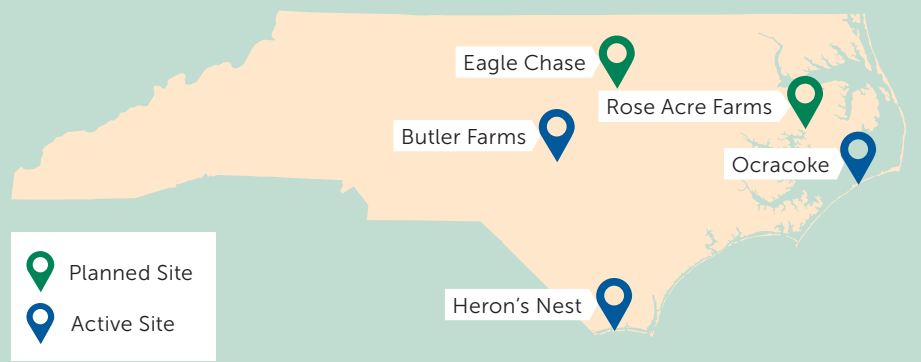 Eagle Chase
Rose Acre Farms
Butler Farms
Ocracoke
Heron’s Nest
Planned Site
Active Site